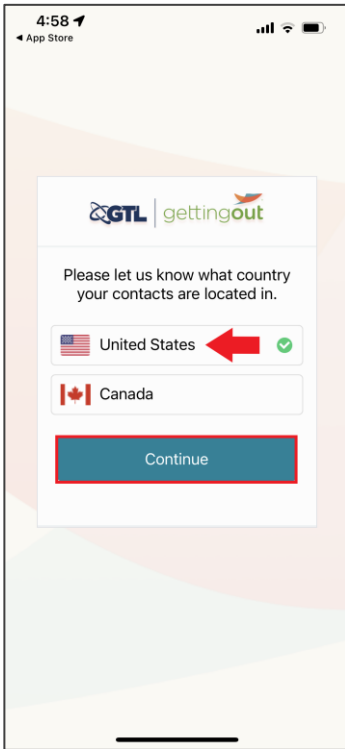 4:58
App Store
GTL gettingout
Please let us know what country
your contacts are located in.
United States
Canada
Continue